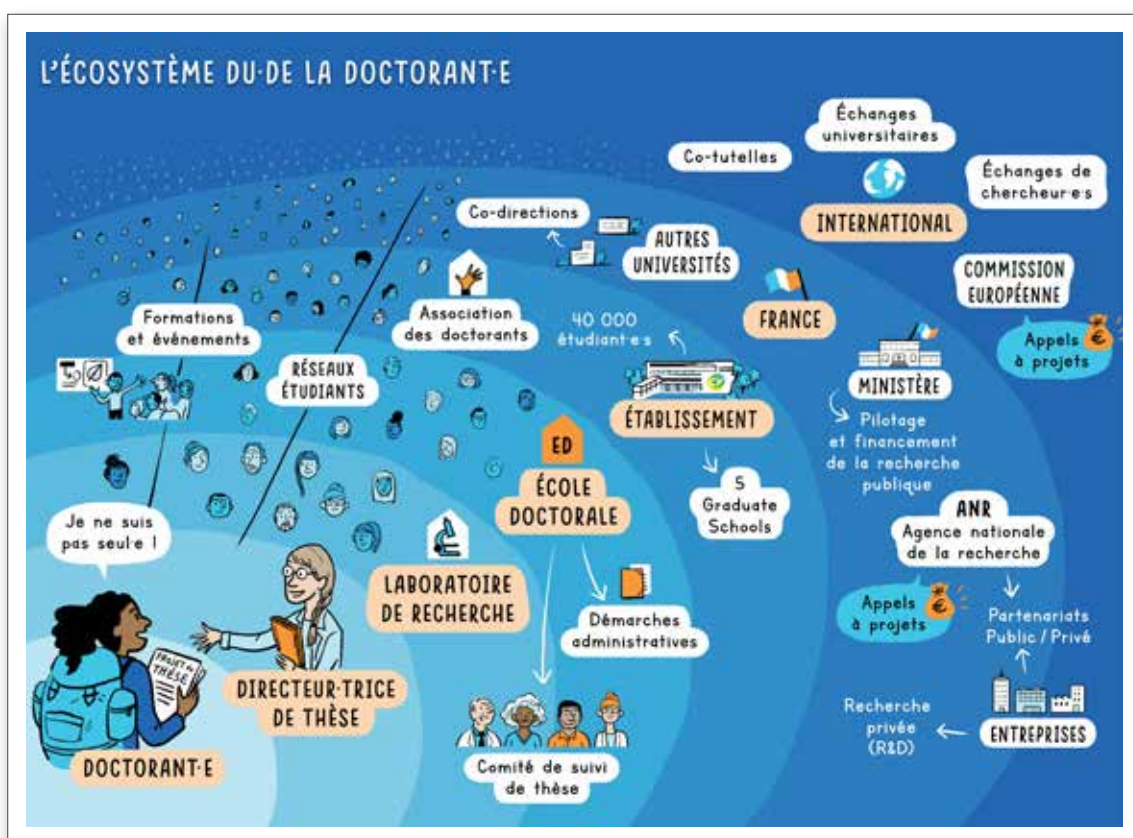 L'ÉCOSYSTÈME DU·DE LA DOCTORANT·E
Échanges
universitaires
Co-tutelles
Échanges de
chercheur·e·s
INTERNATIONAL
Co-directions
AUTRES
UNIVERSITÉS
COMMISSION
EUROPÉENNE
Appels
à projets
FRANCE
Formations
et événements
Association
des doctorants
40 000
étudiant·e·s
RÉSEAUX
ÉTUDIANTS
MINISTÈRE
Pilotage
et financement
de la recherche
publique
ÉTABLISSEMENT
5
Graduate
Schools
ED
ÉCOLE
DOCTORALE
ANR
Agence nationale
de la recherche
Appels
à projets
Partenariats
Public / Privé
Je ne suis
pas seul·e !
LABORATOIRE
DE RECHERCHE
Démarches
administratives
PROJET de
THÈSE
DIRECTEUR·TRICE
DE THÈSE
Recherche
privée
(R&D)
ENTREPRISES
DOCTORANT·E
Comité de suivi
de thèse